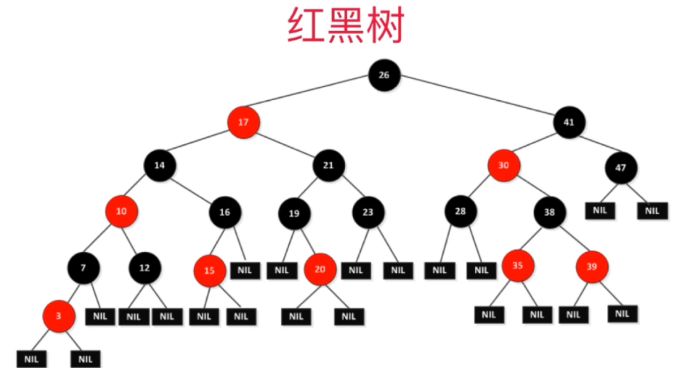 红黑树
26
17 41
14 21 30 47
10 16 19 23 28 38 NIL NIL
7 12 15 NIL NIL 20 NIL NIL NIL NIL 35 39
3 NIL NIL NIL NIL NIL NIL NIL NIL NIL NIL NIL
NIL NIL